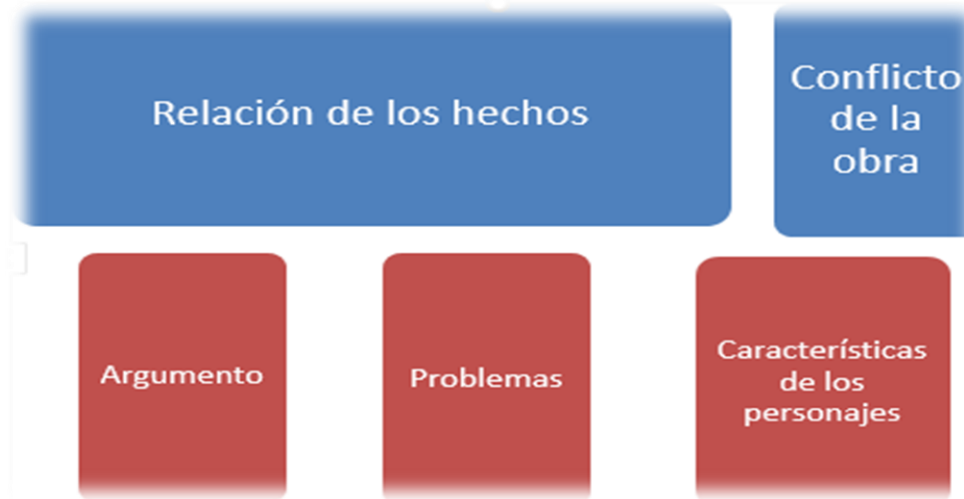 Relación de los hechos
Conflicto
de la
obra
Argumento
Problemas
Características
de los
personajes